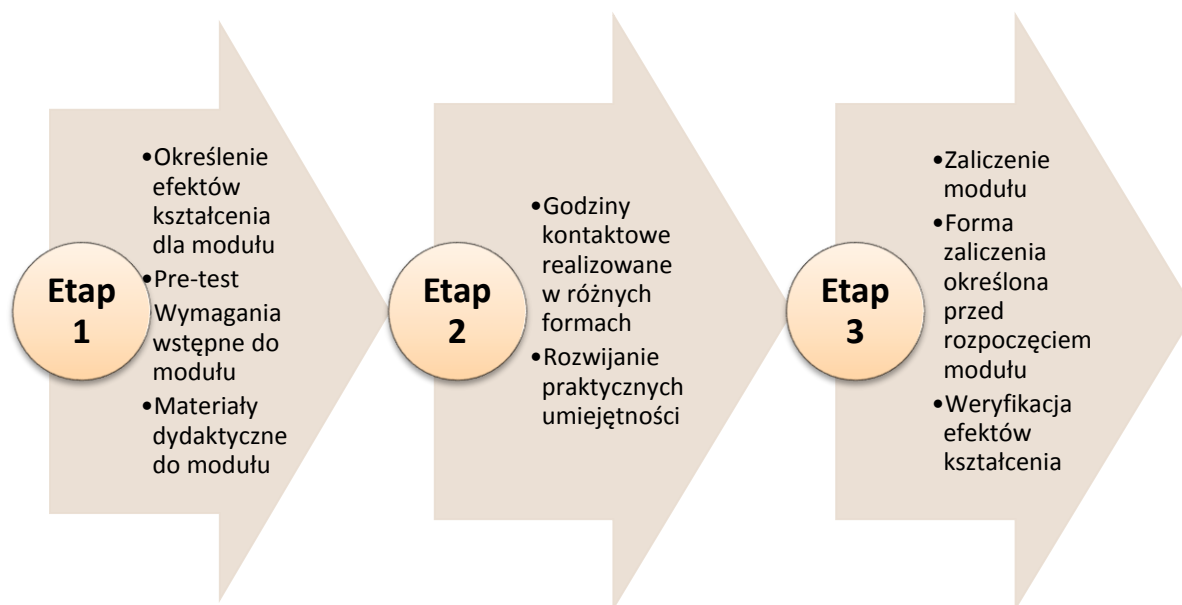 Etap
1
•Określenie
efektów
kształcenia
dla modułu
•Pre-test
Wymagania
wstępne do
modułu
•Materiały
dydaktyczne
do modułu
Etap
2
•Godziny
kontaktowe
realizowane
w różnych
formach
•Rozwijanie
praktycznych
umiejętności
Etap
3
•Zaliczenie
modułu
•Forma
zaliczenia
określona
przed
rozpoczęciem
modułu
•Weryfikacja
efektów
kształcenia